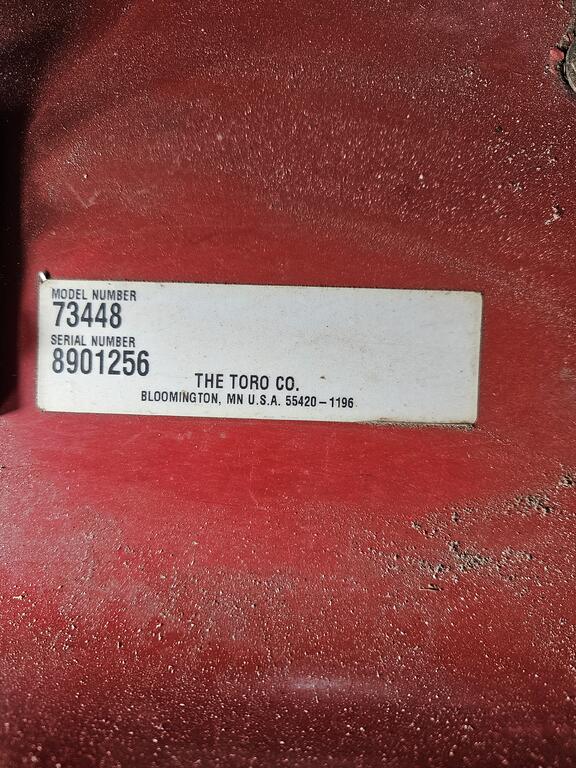 MODEL NUMBER
73448
SERIAL NUMBER
8901256
THE TORO CO.
BLOOMINGTON, MN U.S.A. 55420-1196